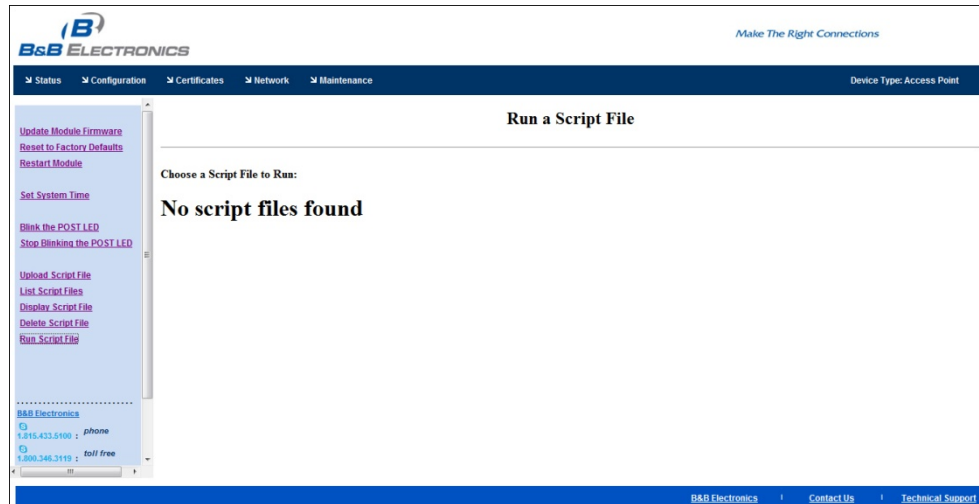 B
B&B ELECTRONICS
Make The Right Connections
Status Configuration Certificates Network Maintenance
Device Type: Access Point
Update Module Firmware
Reset to Factory Defaults
Restart Module
Set System Time
Blink the POST LED
Stop Blinking the POST LED
Upload Script File
List Script Files
Display Script File
Delete Script File
Run Script File
B&B Electronics
1.815.433.5100 : phone
1.800.346.3119 : toll free
Run a Script File
Choose a Script File to Run:
No script files found
B&B Electronics | Contact Us | Technical Support